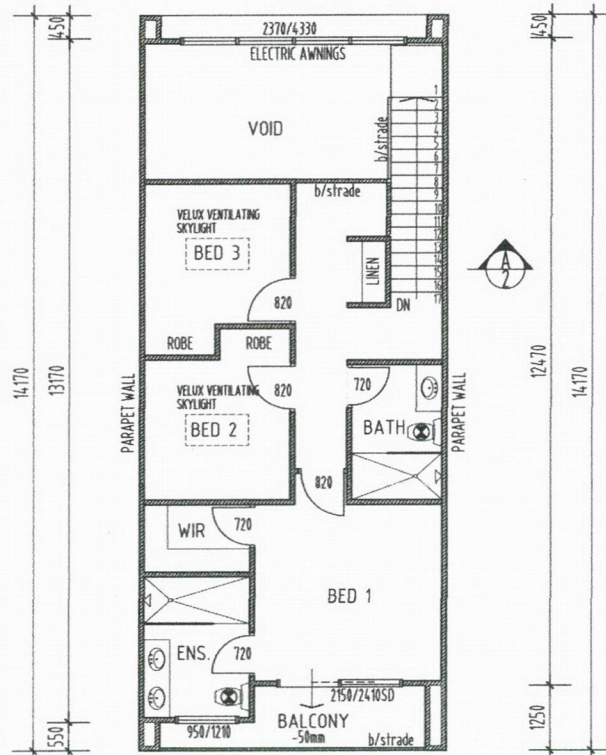 450
2370/4330
450
ELECTRIC AWNINGS
VOID
b/strade
1
2
3
4
5
6
7
8
9
10
11
12
13
14
15
16
17
b/strade
VELUX VENTILATING
SKYLIGHT
BED 3
LINEN
A
2
820
DN
ROBE
ROBE
14170
13170
PARAPET WALL
VELUX VENTILATING
SKYLIGHT
BED 2
820
720
BATH
PARAPET WALL
12470
14170
820
WIR
720
BED 1
ENS.
720
2150/2410SD
550
950/1210
BALCONY
-50mm
b/strade
1250